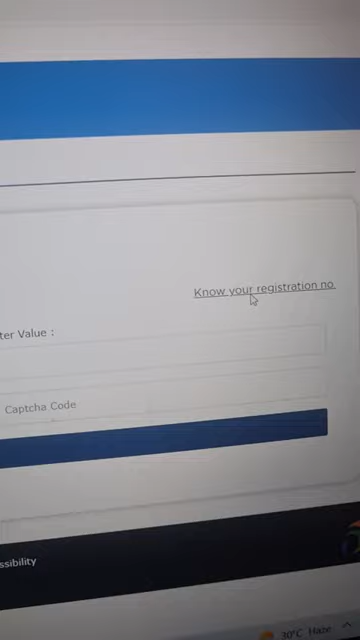 Know your registration no.
ter Value :
Captcha Code
ssibility
30°C Haze